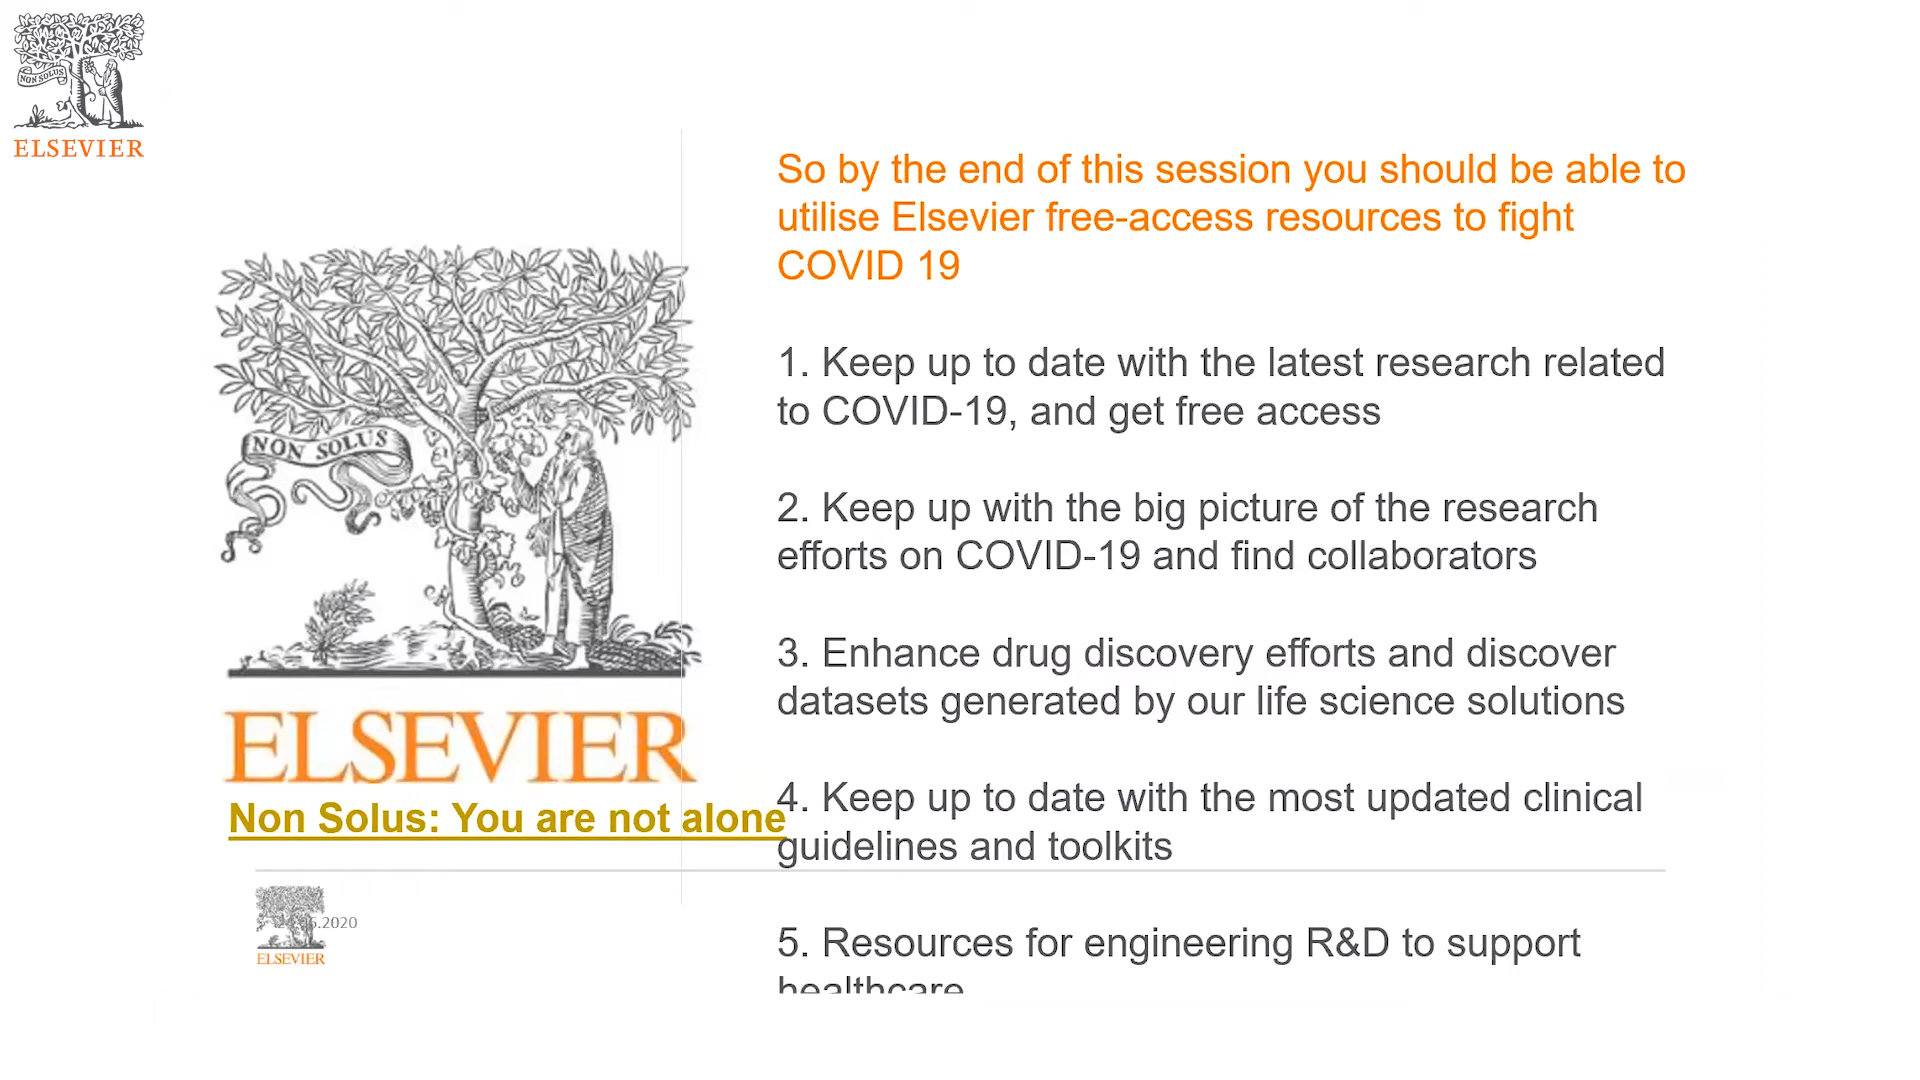 NON SOLUS
ELSEVIER
So by the end of this session you should be able to
utilise Elsevier free-access resources to fight
COVID 19
1. Keep up to date with the latest research related
to COVID-19, and get free access
2. Keep up with the big picture of the research
efforts on COVID-19 and find collaborators
3. Enhance drug discovery efforts and discover
datasets generated by our life science solutions
4. Keep up to date with the most updated clinical
guidelines and toolkits
5. Resources for engineering R&D to support
healthcare
NON SOLUS
ELSEVIER
Non Solus: You are not alone
.2020
ELSEVIER